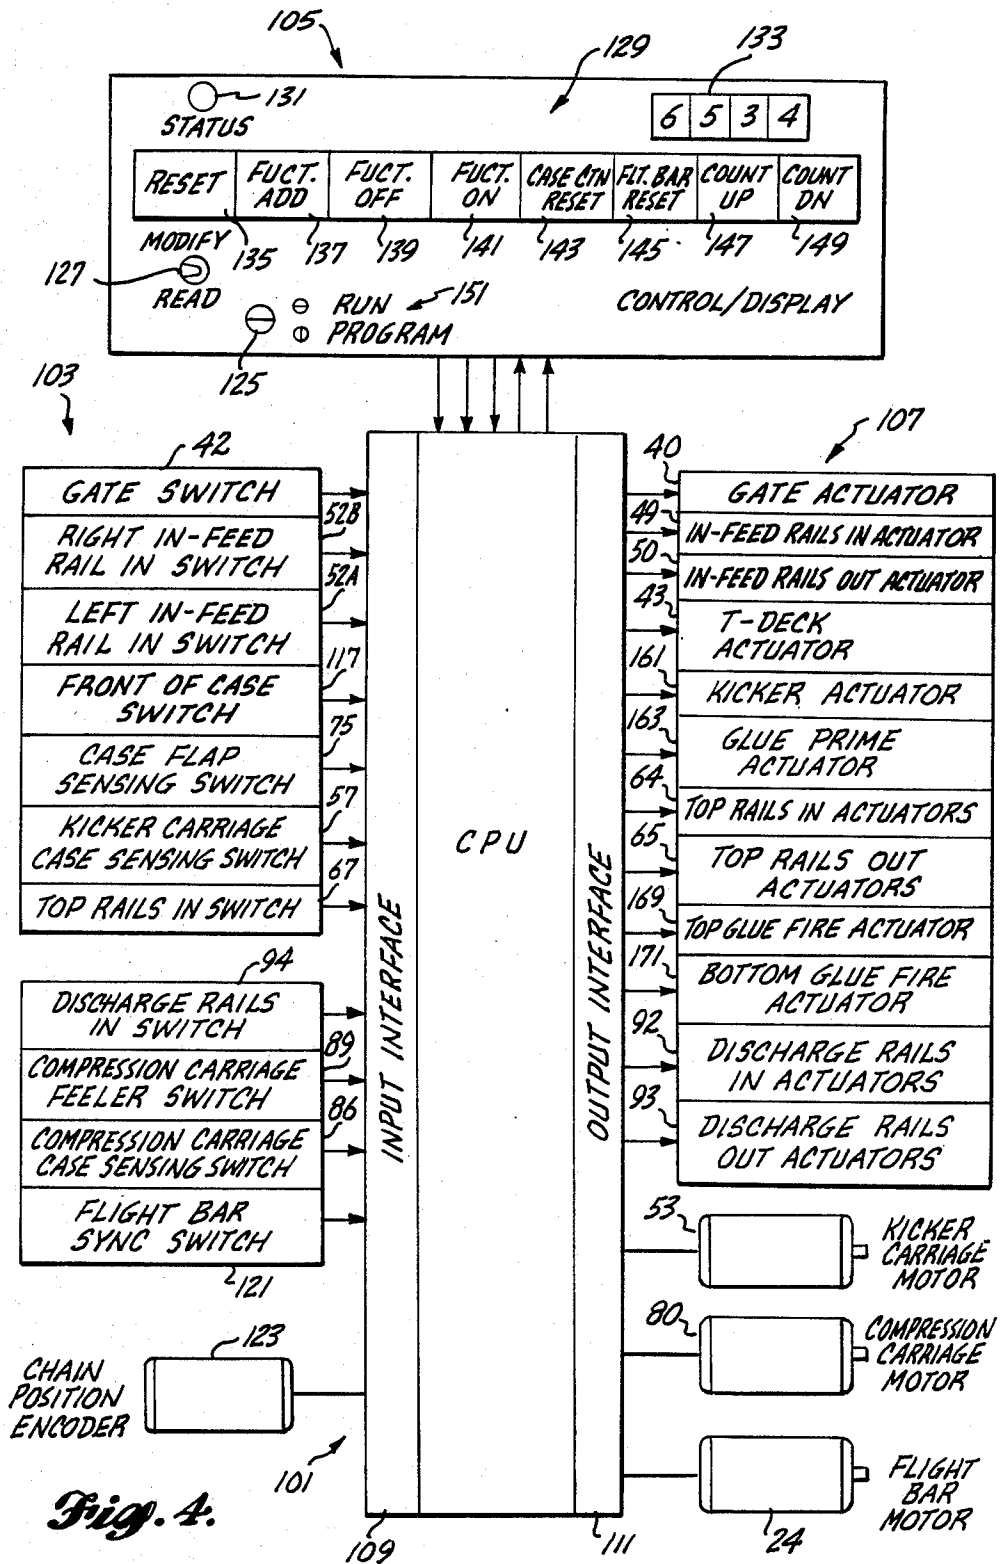 105
129
133
131
STATUS
6 5 3 4
RESET
FUCT. ADD
FUCT. OFF
FUCT. ON
CASE CTN RESET
FLT. BAR RESET
COUNT UP
COUNT DN
135 137 139 141 143 145 147 149
MODIFY
127
READ
RUN
151
PROGRAM
125
CONTROL/DISPLAY
103
42
GATE SWITCH
52B
RIGHT IN-FEED
RAIL IN SWITCH
52A
LEFT IN-FEED
RAIL IN SWITCH
117
FRONT OF CASE
SWITCH
75
CASE FLAP
SENSING SWITCH
57
KICKER CARRIAGE
CASE SENSING SWITCH
67
TOP RAILS IN SWITCH
94
DISCHARGE RAILS
IN SWITCH
89
COMPRESSION CARRIAGE
FEELER SWITCH
86
COMPRESSION CARRIAGE
CASE SENSING SWITCH
FLIGHT BAR
SYNC SWITCH
121
123
CHAIN
POSITION
ENCODER
101
INPUT INTERFACE
109
CPU
OUTPUT INTERFACE
111
107
40
GATE ACTUATOR
49
IN-FEED RAILS IN ACTUATOR
50
IN-FEED RAILS OUT ACTUATOR
43
T-DECK
ACTUATOR
161
KICKER ACTUATOR
163
GLUE PRIME
ACTUATOR
64
TOP RAILS IN ACTUATORS
65
TOP RAILS OUT
ACTUATORS
169
TOP GLUE FIRE ACTUATOR
171
BOTTOM GLUE FIRE
ACTUATOR
92
DISCHARGE RAILS
IN ACTUATORS
93
DISCHARGE RAILS
OUT ACTUATORS
53
KICKER
CARRIAGE
MOTOR
80
COMPRESSION
CARRIAGE
MOTOR
24
FLIGHT
BAR
MOTOR
Fig. 4.